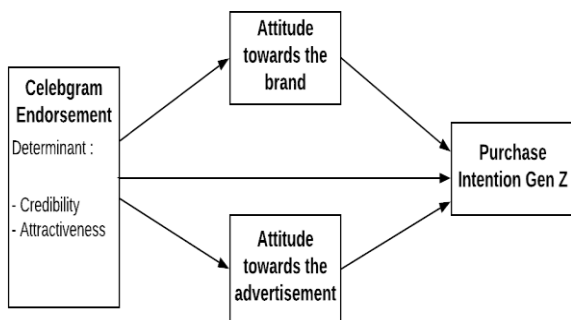 Attitude
towards the
brand
Celebgram
Endorsement
Determinant :
- Credibility
- Attractiveness
Purchase
Intention Gen Z
Attitude
towards the
advertisement